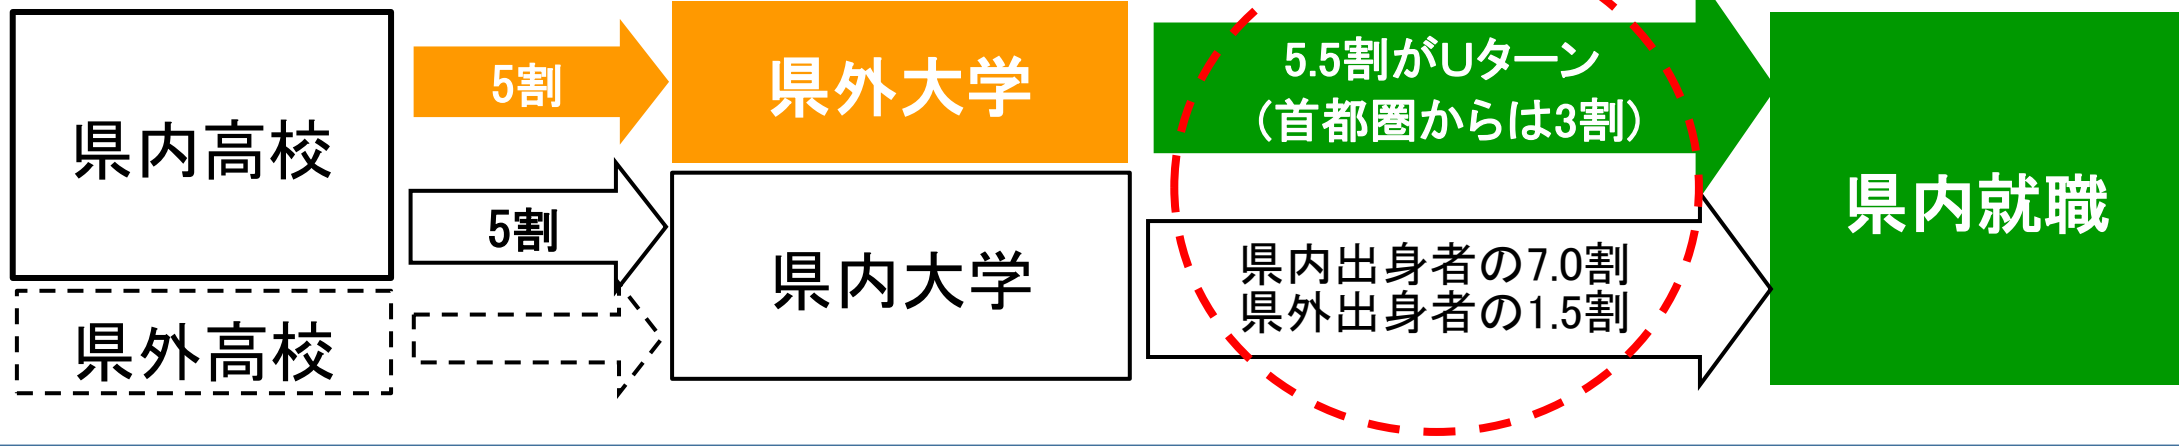 県内高校
県外高校
5割
5割
県外大学
県内大学
5.5割がUターン
（首都圏からは3割）
県内出身者の7.0割
県外出身者の1.5割
県内就職